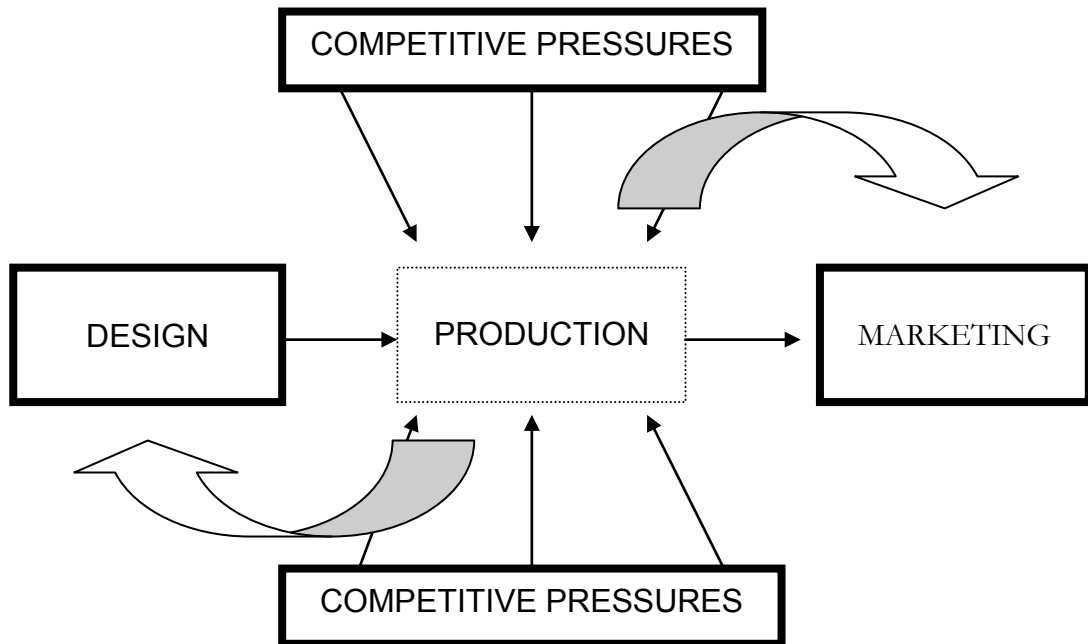 COMPETITIVE PRESSURES
DESIGN
PRODUCTION
MARKETING
COMPETITIVE PRESSURES